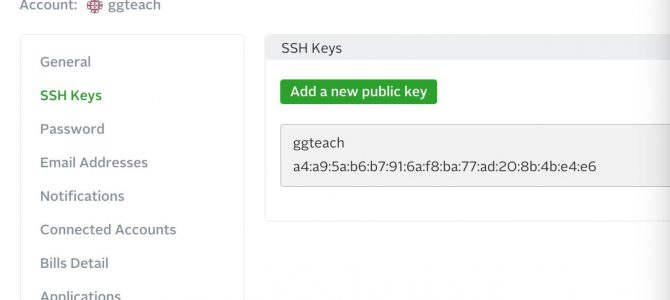 Account: ggteach
General
SSH Keys
Password
Email Addresses
Notifications
Connected Accounts
Bills Detail
Applications
SSH Keys
Add a new public key
ggteach
a4:a9:5a:b6:b7:91:6a:f8:ba:77:ad:20:8b:4b:e4:e6